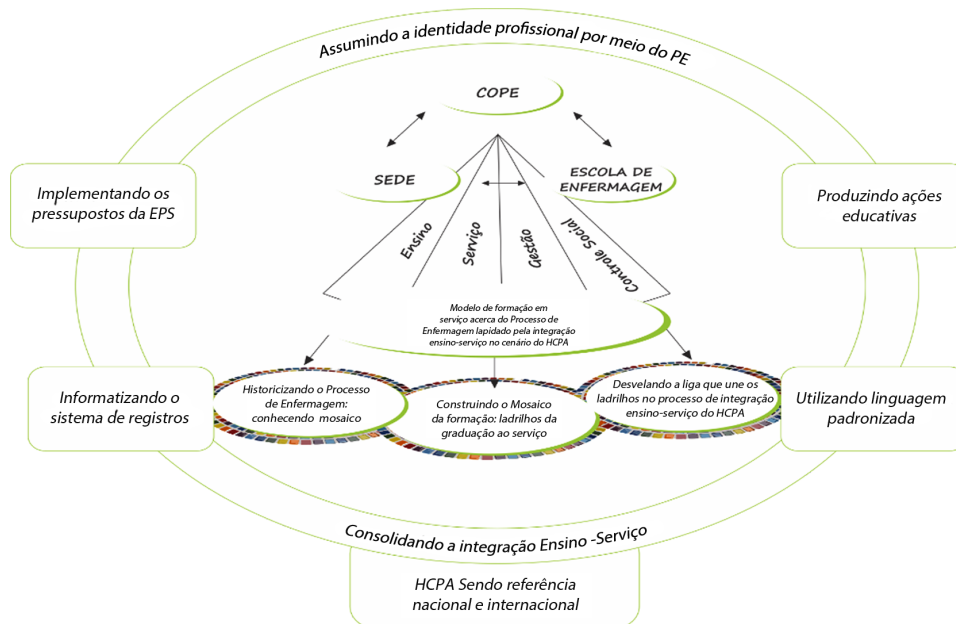 Assumindo a identidade profissional por meio do PE
COPE
SEDE
ESCOLA DE
ENFERMAGEM
Implementando os
pressupostos da EPS
Produzindo ações
educativas
Ensino
Serviço
Gestão
Controle Social
Modelo de formação em
serviço acerca do Processo de
Enfermagem lapidado pela integração
ensino-serviço no cenário do HCPA
Informatizando o
sistema de registros
Historicizando o Processo
de Enfermagem:
conhecendo mosaico
Construindo o Mosaico
da formação: ladrilhos da
graduação ao serviço
Desvelando a liga que une os
ladrilhos no processo de integração
ensino-serviço do HCPA
Utilizando linguagem
padronizada
Consolidando a integração Ensino -Serviço
HCPA Sendo referência
nacional e internacional